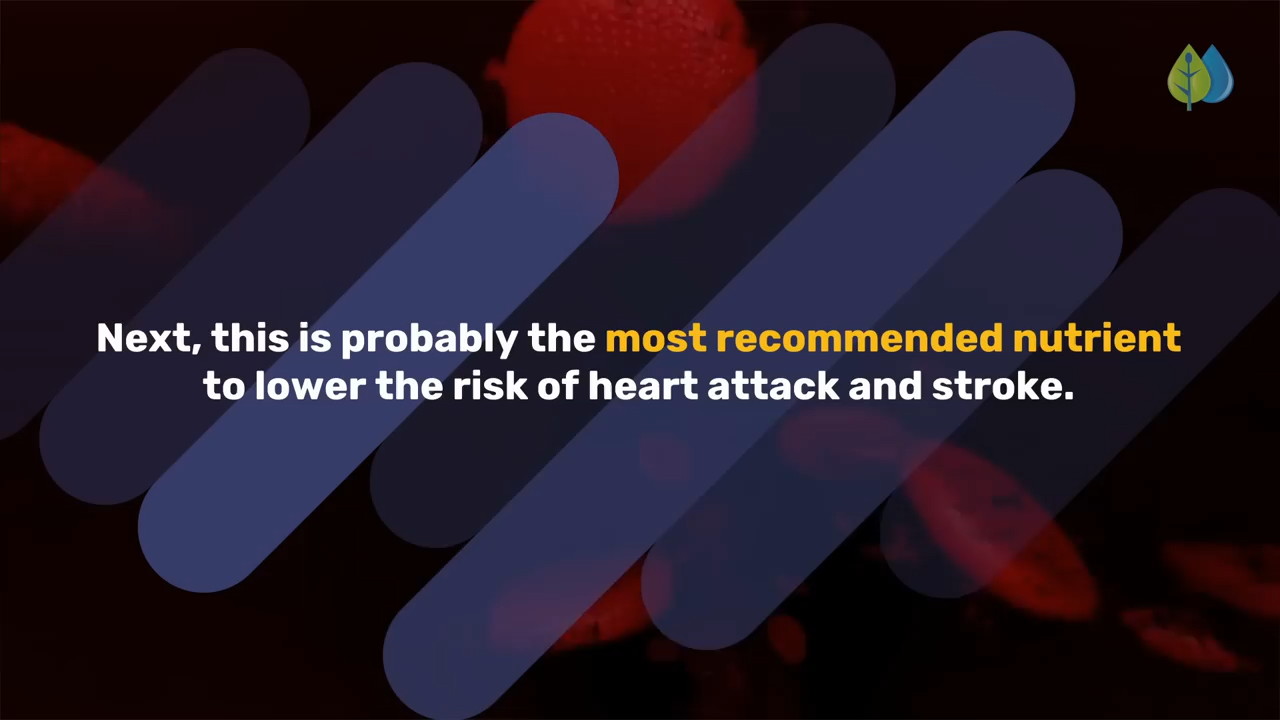 Next, this is probably the most recommended nutrient
to lower the risk of heart attack and stroke.